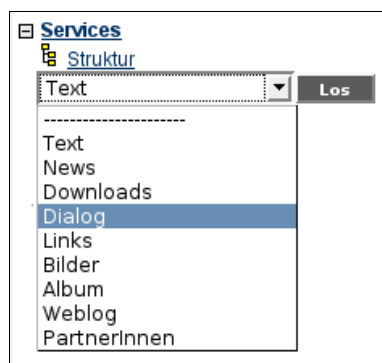 Services
Struktur
Text Los
----------------------
Text
News
Downloads
Dialog
Links
Bilder
Album
Weblog
PartnerInnen